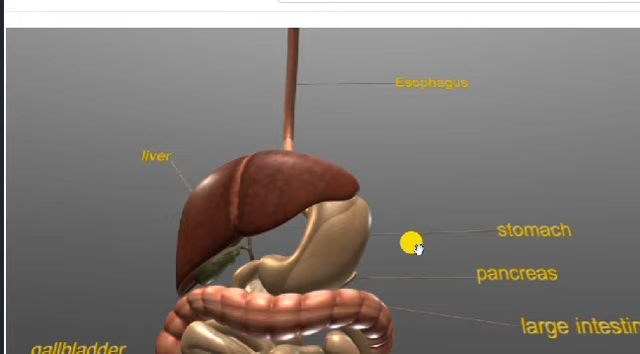 Esophagus
liver
stomach
pancreas
large intestin
gallbladder